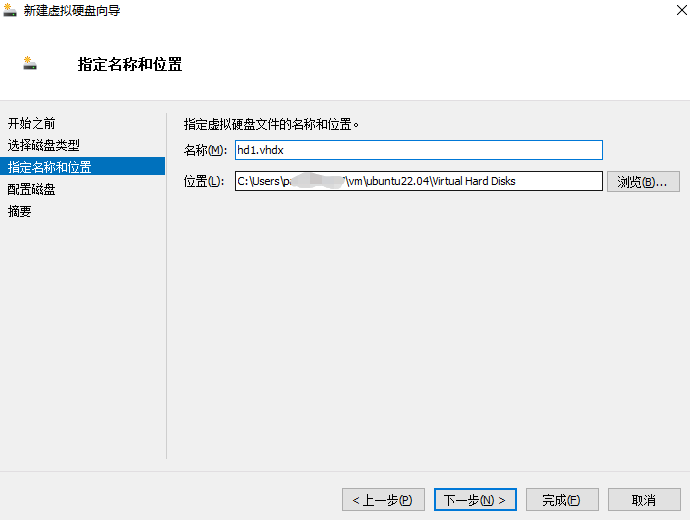 新建虚拟硬盘向导
指定名称和位置
开始之前
选择磁盘类型
指定名称和位置
配置磁盘
摘要
指定虚拟硬盘文件的名称和位置。
名称(M): hd1.vhdx
位置(L): C:\Users\ \vm\ubuntu22.04\Virtual Hard Disks 浏览(B)...
< 上一步(P) 下一步(N) > 完成(F) 取消